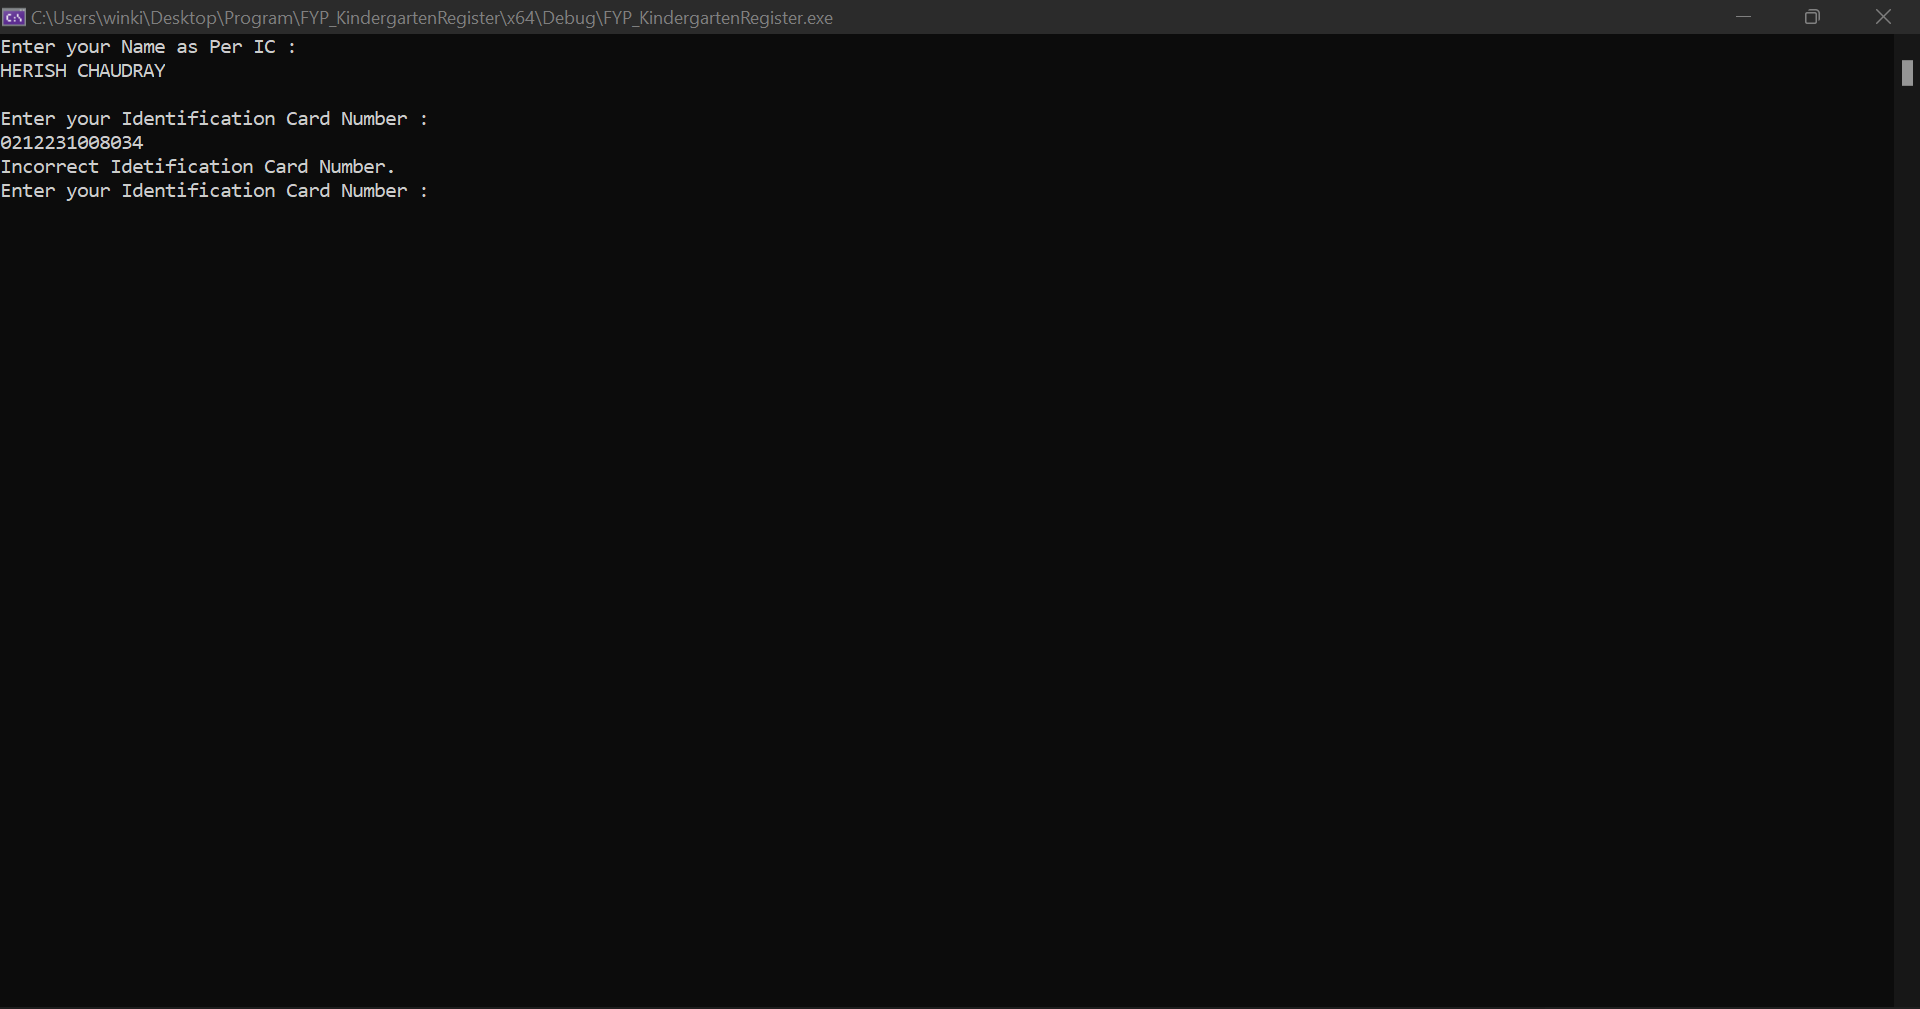 C:\Users\winki\Desktop\Program\FYP_KindergartenRegister\x64\Debug\FYP_KindergartenRegister.exe
Enter your Name as Per IC :
HERISH CHAUDRAY
Enter your Identification Card Number :
0212231008034
Incorrect Idetification Card Number.
Enter your Identification Card Number :